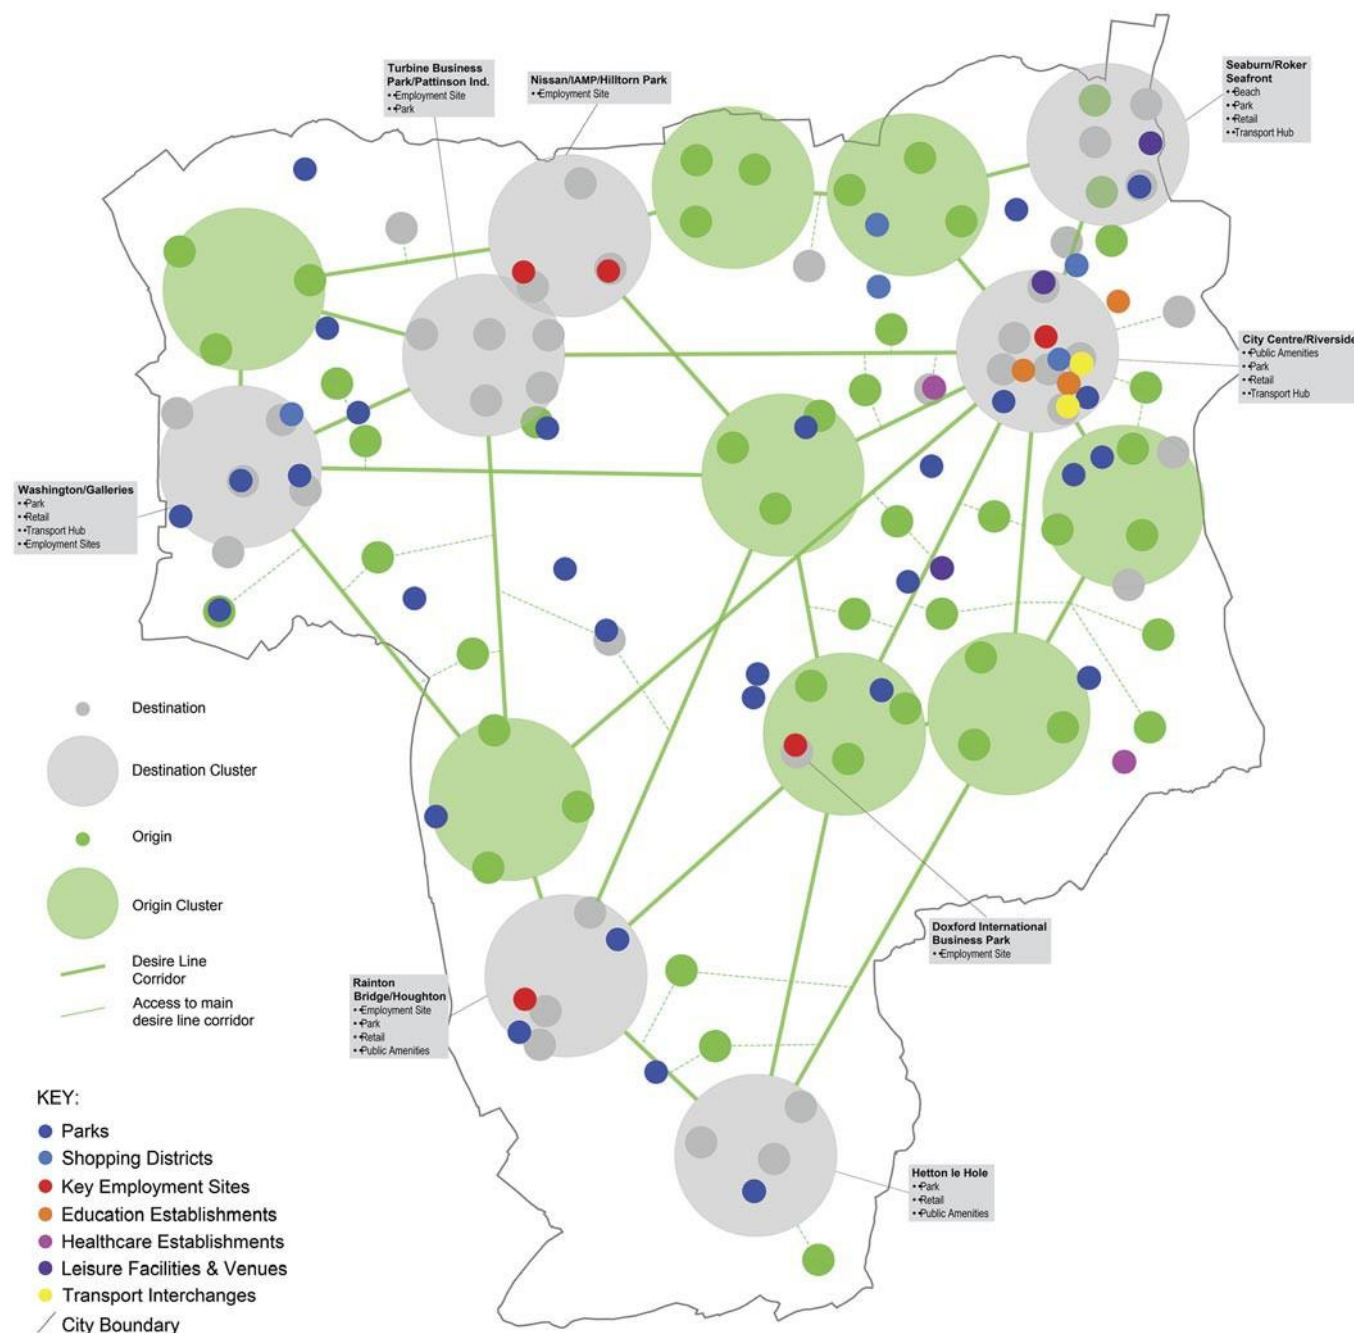 Turbine Business
Park/Pattinson Ind.
••Employment Site
••Park
Nissan/IAMP/Hilltorn Park
••Employment Site
Seaburn/Roker
Seafront
••Beach
••Park
••Retail
••Transport Hub
City Centre/Riverside
••Public Amenities
••Park
••Retail
••Transport Hub
Washington/Galleries
••Park
••Retail
••Transport Hub
••Employment Sites
Destination
Destination Cluster
Origin
Origin Cluster
Desire Line
Corridor
Access to main
desire line corridor
Doxford International
Business Park
••Employment Site
Rainton
Bridge/Houghton
••Employment Site
••Park
••Retail
••Public Amenities
Hetton le Hole
••Park
••Retail
••Public Amenities
KEY:
Parks
Shopping Districts
Key Employment Sites
Education Establishments
Healthcare Establishments
Leisure Facilities & Venues
Transport Interchanges
City Boundary